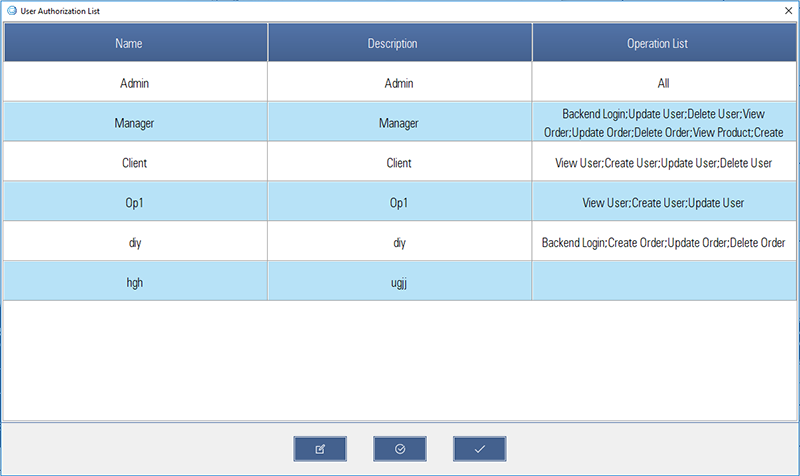 User Authorization List
Name Description Operation List
Admin Admin All
Manager Manager Backend Login;Update User;Delete User;View
Order;Update Order;Delete Order;View Product;Create
Client Client View User;Create User;Update User;Delete User
Op1 Op1 View User;Create User;Update User
diy diy Backend Login;Create Order;Update Order;Delete Order
hgh ugjj